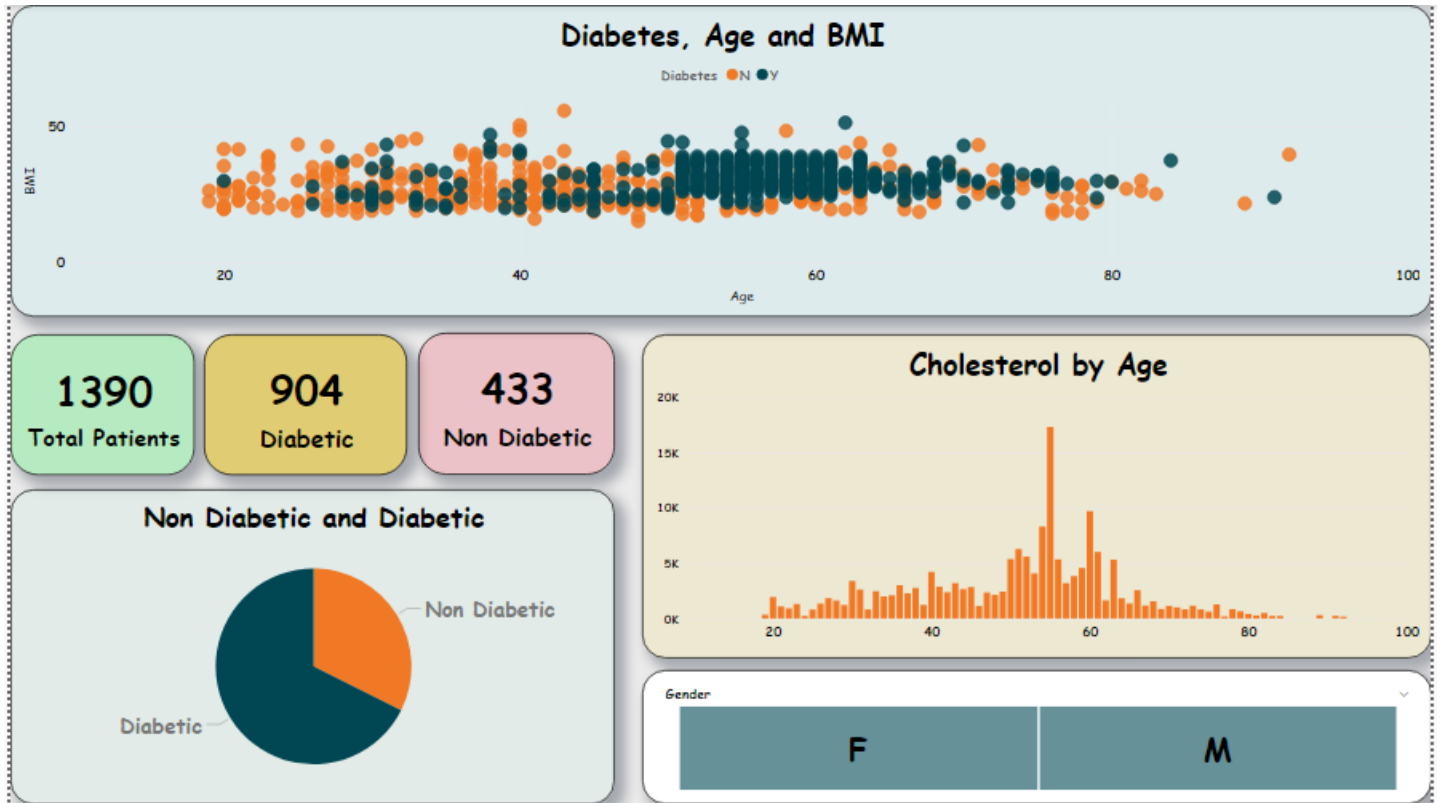 Diabetes, Age and BMI
Diabetes N Y
50
BMI
0
20 40 60 80 100
Age
1390
Total Patients
904
Diabetic
433
Non Diabetic
Cholesterol by Age
20K
15K
10K
5K
0K
20 40 60 80 100
Non Diabetic and Diabetic
Non Diabetic
Diabetic
Gender
F M